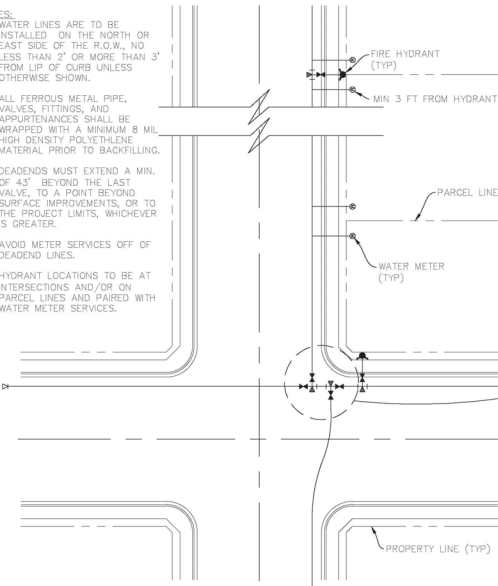 ES:
WATER LINES ARE TO BE
INSTALLED ON THE NORTH OR
EAST SIDE OF THE R.O.W., NO
LESS THAN 2' OR MORE THAN 3'
FROM LIP OF CURB UNLESS
OTHERWISE SHOWN.
ALL FERROUS METAL PIPE,
VALVES, FITTINGS, AND
APPURTENANCES SHALL BE
WRAPPED WITH A MINIMUM 8 MIL
HIGH DENSITY POLYETHLENE
MATERIAL PRIOR TO BACKFILLING.
DEADENDS MUST EXTEND A MIN.
OF 43' BEYOND THE LAST
VALVE, TO A POINT BEYOND
SURFACE IMPROVEMENTS, OR TO
THE PROJECT LIMITS, WHICHEVER
IS GREATER.
AVOID METER SERVICES OFF OF
DEADEND LINES.
HYDRANT LOCATIONS TO BE AT
INTERSECTIONS AND/OR ON
PARCEL LINES AND PAIRED WITH
WATER METER SERVICES.
FIRE HYDRANT
(TYP)
MIN 3 FT FROM HYDRANT
PARCEL LINE
WATER METER
(TYP)
PROPERTY LINE (TYP)